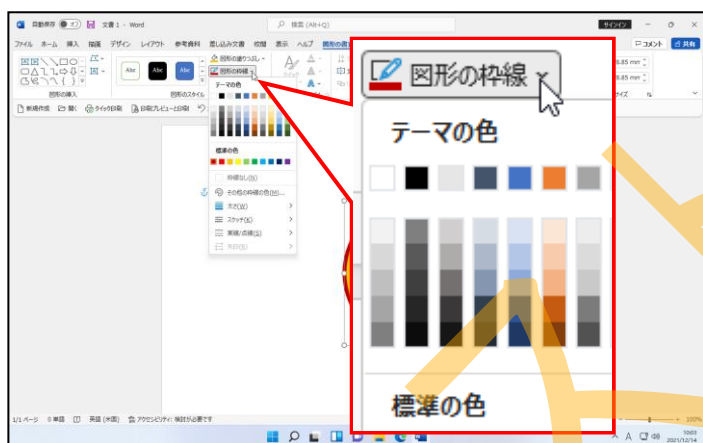 自動保存 オフ 文書 1 - Word 検索 (Alt+Q) サインイン
ファイル ホーム 挿入 描画 デザイン レイアウト 参考資料 差し込み文書 校閲 表示 ヘルプ 図形の書 コメント 共有
Abc Abc Abc
図形の塗りつぶし
図形の枠線
8.85 mm
8.85 mm
図形の挿入 図形のスタイル イズ
新規作成 開く クイック印刷 印刷プレビューと印刷
テーマの色
標準の色
枠線なし(N)
その他の枠線の色(M)...
太さ(W)
スケッチ(K)
実線/点線(S)
矢印(R)
図形の枠線
テーマの色
標準の色
1/1 ページ 0 単語 英語 (米国) アクセシビリティ: 検討が必要です 100%
A 10:03
2021/12/14